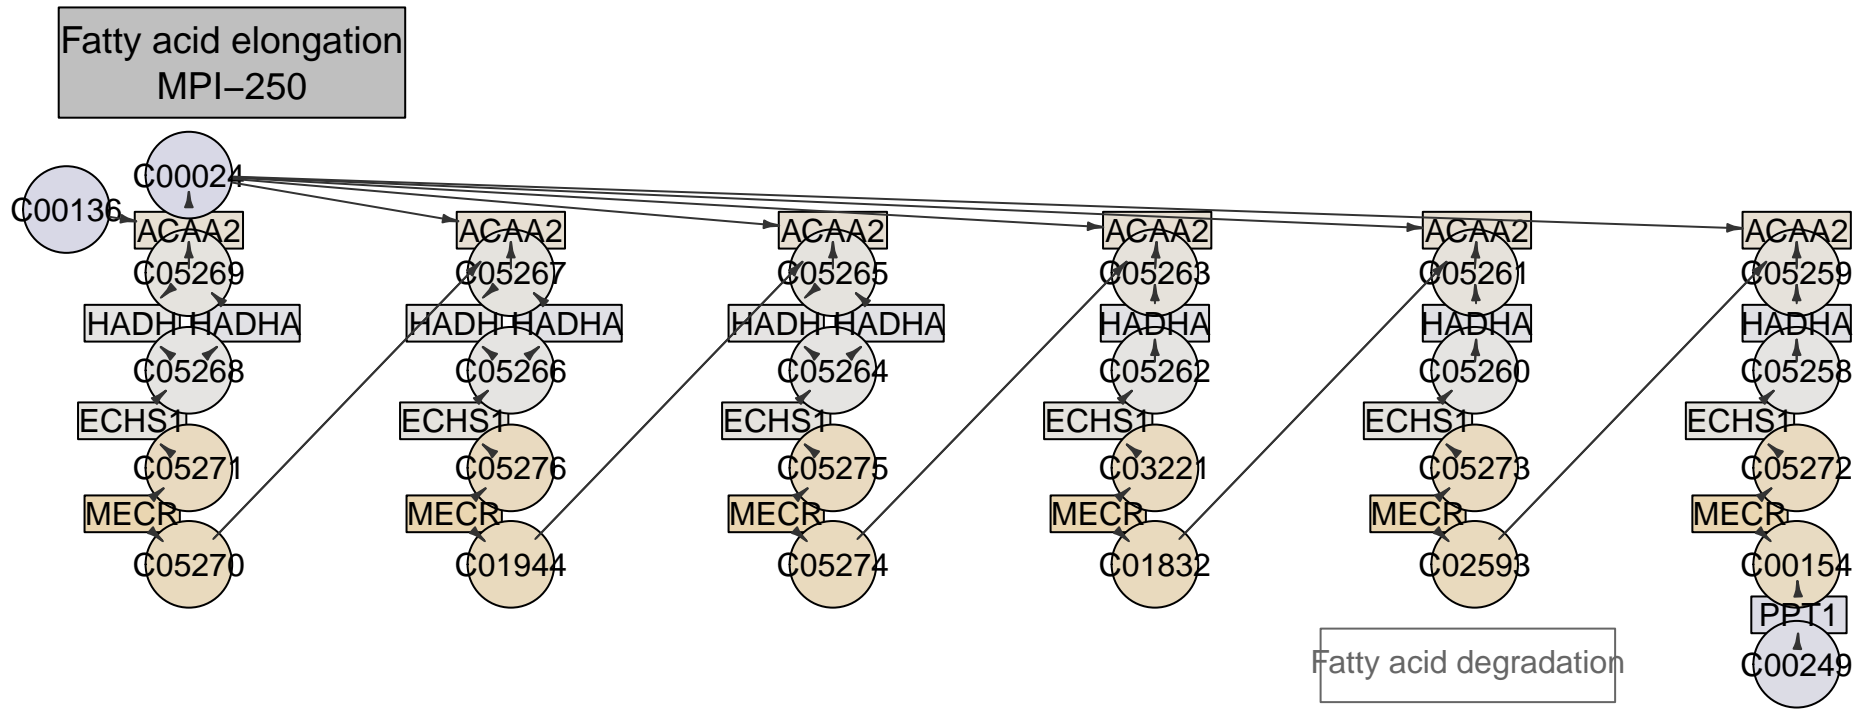 Fatty acid elongation
MPI−250
C00024
C00136
ACAA2 ACAA2 ACAA2 ACAA2 ACAA2 ACAA2
C05269 C05267 C05265 C05263 C05261 C05259
HADH HADHA HADH HADHA HADH HADHA HADHA HADHA HADHA
C05268 C05266 C05264 C05262 C05260 C05258
ECHS1 ECHS1 ECHS1 ECHS1 ECHS1 ECHS1
C05271 C05276 C05275 C03221 C05273 C05272
MECR MECR MECR MECR MECR MECR
C05270 C01944 C05274 C01832 C02593 C00154
PPT1
Fatty acid degradation C00249